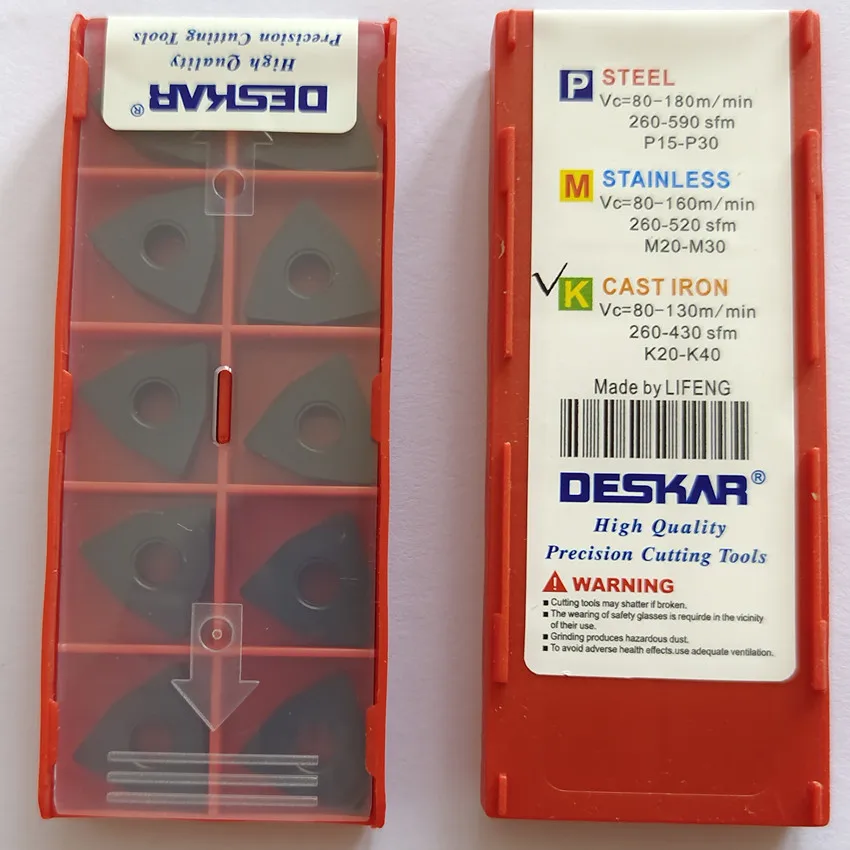 DESKAR®
High Quality
Precision Cutting Tools
P STEEL
Vc=80-180m/min
260-590 sfm
P15-P30
M STAINLESS
Vc=80-160m/min
260-520 sfm
M20-M30
K CAST IRON
Vc=80-130m/min
260-430 sfm
K20-K40
Made by LIFENG
DESKAR®
High Quality
Precision Cutting Tools
WARNING
■ Cutting tools may shatter if broken.
■ The wearing of safety glasses is requirde in the vicinity
of their use.
■ Grinding produces hazardous dust.
■ To avoid adverse health effects.use adequate ventilation.